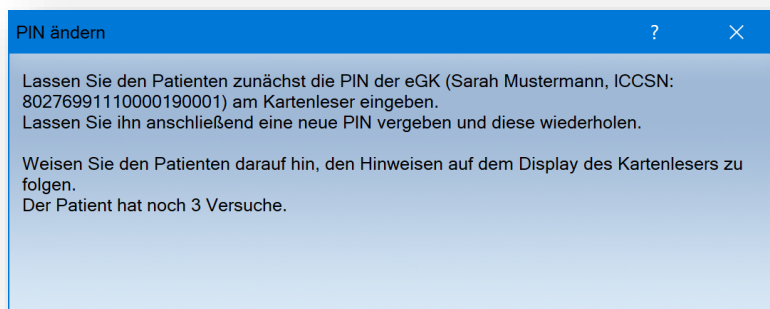 PIN ändern
Lassen Sie den Patienten zunächst die PIN der eGK (Sarah Mustermann, ICCSN:
80276991110000190001) am Kartenleser eingeben.
Lassen Sie ihn anschließend eine neue PIN vergeben und diese wiederholen.
Weisen Sie den Patienten darauf hin, den Hinweisen auf dem Display des Kartenlesers zu
folgen.
Der Patient hat noch 3 Versuche.